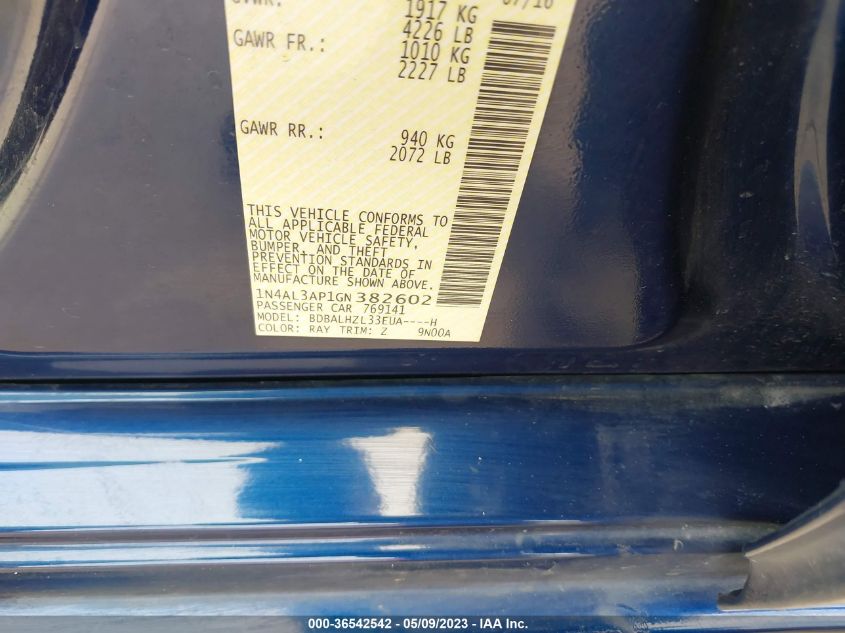 GVWR: 1917 KG
4226 LB
GAWR FR.: 1010 KG
2227 LB
GAWR RR.: 940 KG
2072 LB
THIS VEHICLE CONFORMS TO
ALL APPLICABLE FEDERAL
MOTOR VEHICLE SAFETY,
BUMPER, AND THEFT
PREVENTION STANDARDS IN
EFFECT ON THE DATE OF
MANUFACTURE SHOWN ABOVE.
1N4AL3AP1GN382602
PASSENGER CAR 769141
MODEL: BDBALHZL33EUA----H
COLOR: RAY TRIM: Z 9N00A
000-36542542 - 05/09/2023 - IAA Inc.